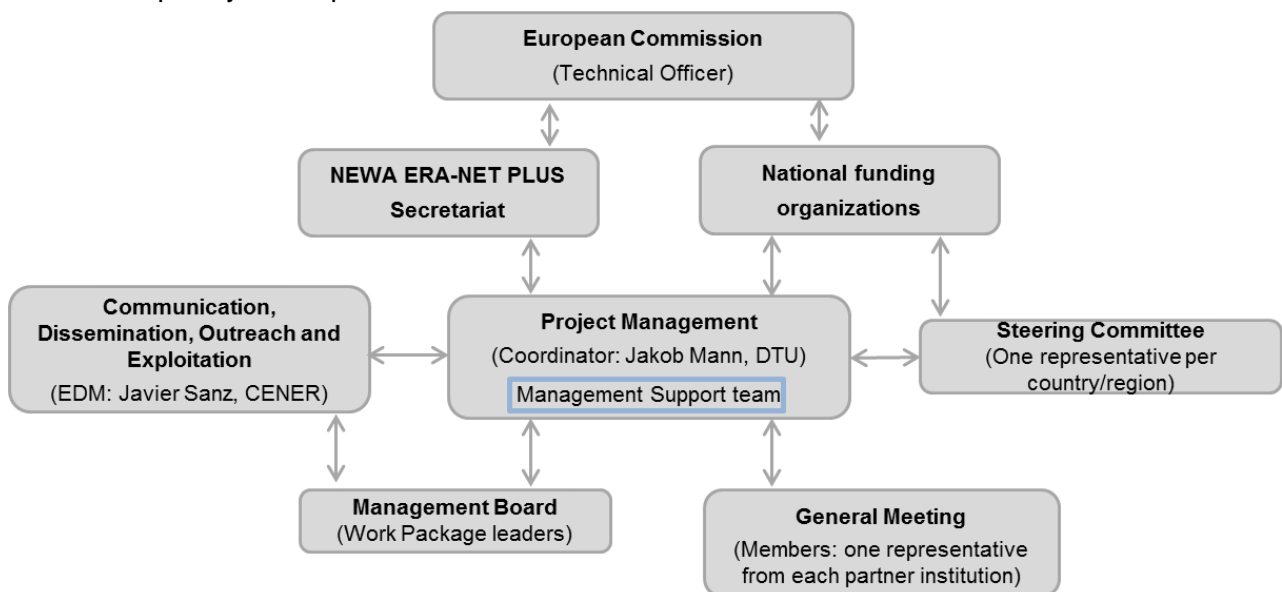 European Commission
(Technical Officer)
NEWA ERA-NET PLUS
Secretariat
National funding
organizations
Communication,
Dissemination, Outreach and
Exploitation
(EDM: Javier Sanz, CENER)
Project Management
(Coordinator: Jakob Mann, DTU)
Management Support team
Steering Committee
(One representative per
country/region)
Management Board
(Work Package leaders)
General Meeting
(Members: one representative
from each partner institution)